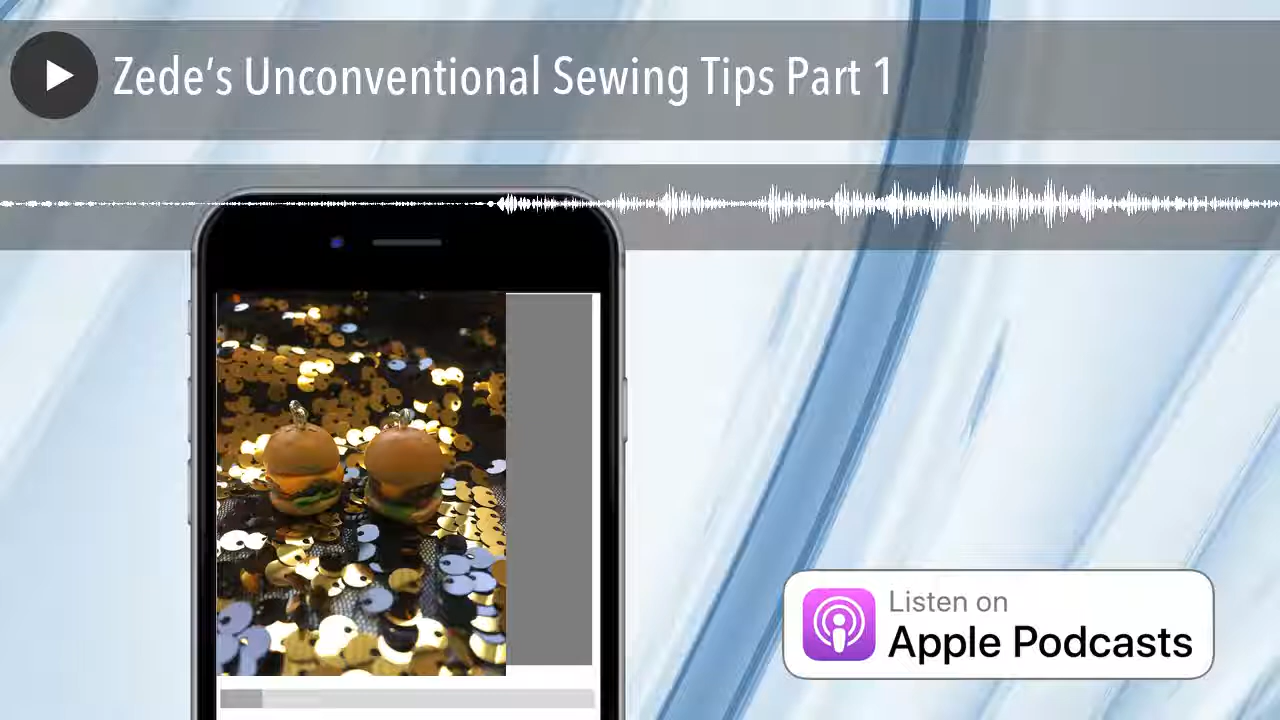 Zede’s Unconventional Sewing Tips Part 1
Listen on
Apple Podcasts